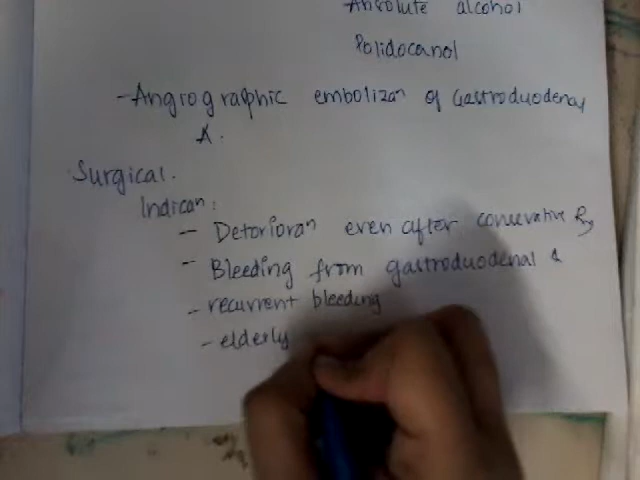 Absolute alcohol
Polidocanol
- Angiographic embolizan of Gastroduodenal
A.
Surgical.
Indican:
- Deterioran even after conservative Rx
- Bleeding from gastroduodenal A
- recurrent bleeding
- elderly